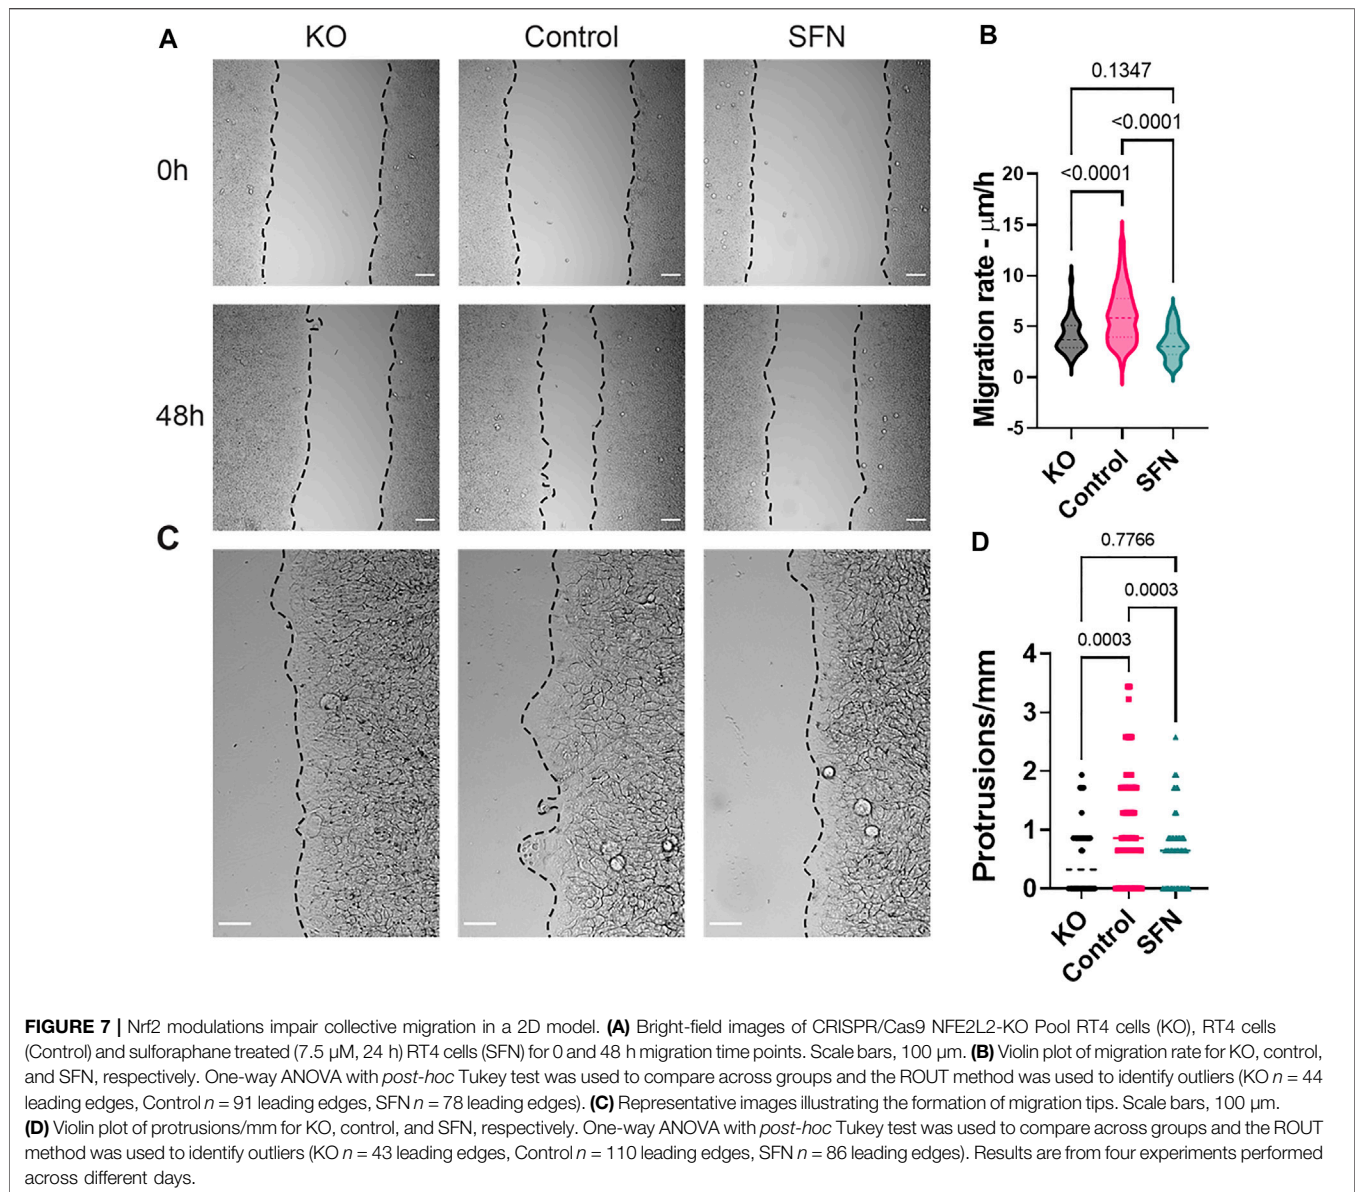 A
KO
Control
SFN
0h
48h
B
0.1347
<0.0001
<0.0001
Migration rate - μm/h
20
15
10
5
0
-5
KO
Control
SFN
C
D
0.7766
0.0003
0.0003
Protrusions/mm
4
3
2
1
0
KO
Control
SFN
FIGURE 7 | Nrf2 modulations impair collective migration in a 2D model. (A) Bright-field images of CRISPR/Cas9 NFE2L2-KO Pool RT4 cells (KO), RT4 cells
(Control) and sulforaphane treated (7.5 μM, 24 h) RT4 cells (SFN) for 0 and 48 h migration time points. Scale bars, 100 μm. (B) Violin plot of migration rate for KO, control,
and SFN, respectively. One-way ANOVA with post-hoc Tukey test was used to compare across groups and the ROUT method was used to identify outliers (KO n = 44
leading edges, Control n = 91 leading edges, SFN n = 78 leading edges). (C) Representative images illustrating the formation of migration tips. Scale bars, 100 μm.
(D) Violin plot of protrusions/mm for KO, control, and SFN, respectively. One-way ANOVA with post-hoc Tukey test was used to compare across groups and the ROUT
method was used to identify outliers (KO n = 43 leading edges, Control n = 110 leading edges, SFN n = 86 leading edges). Results are from four experiments performed
across different days.